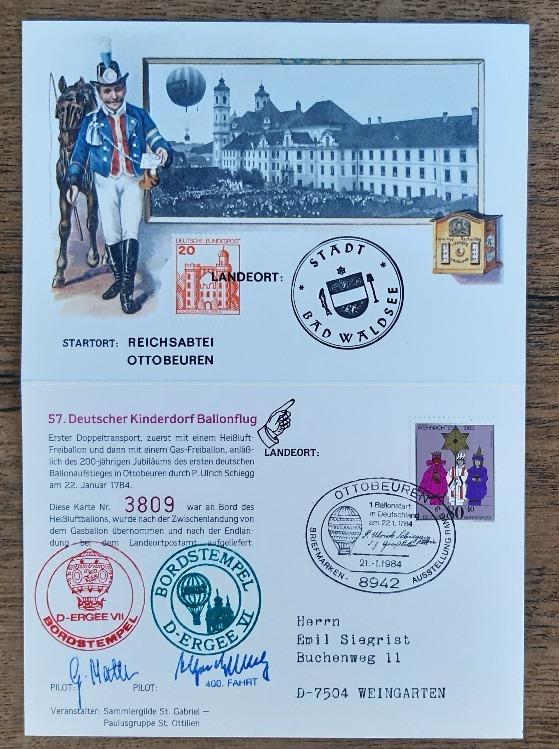 DEUTSCHE BUNDESPOST
20
LANDEORT:
STADT
BAD WALDSEE
STARTORT: REICHSABTEI
OTTOBEUREN
57. Deutscher Kinderdorf Ballonflug
Erster Doppeltransport, zuerst mit einem Heißluft-
Freiballon und dann mit einem Gas-Freiballon, anläß-
lich des 200-jährigen Jubiläums des ersten deutschen
Ballonaufstieges in Ottobeuren durch P. Ulrich Schiegg
am 22. Januar 1784.
LANDEORT:
WEIHNACHTEN 1983
80
BUNDESPOST
Diese Karte Nr. 3809 war an Bord des
Heißluftballons, wurde nach der Zwischenlandung von
dem Gasballon übernommen und nach der Endlan-
dung bei dem Landeortpostamt aufgeliefert.
OTTOBEUREN
1. Ballonstart
in Deutschland
am 22.1.1784
21.-1.1984
BRIEFMARKEN-
AUSSTELLUNG
8942
D-ERGEE VII
BORDSTEMPEL
BORDSTEMPEL
D-ERGEE VI
Herrn
Emil Siegrist
Buchenweg 11
D-7504 WEINGARTEN
PILOT:
PILOT:
400. FAHRT
Veranstalter: Sammlergilde St. Gabriel –
Paulusgruppe St. Ottilien